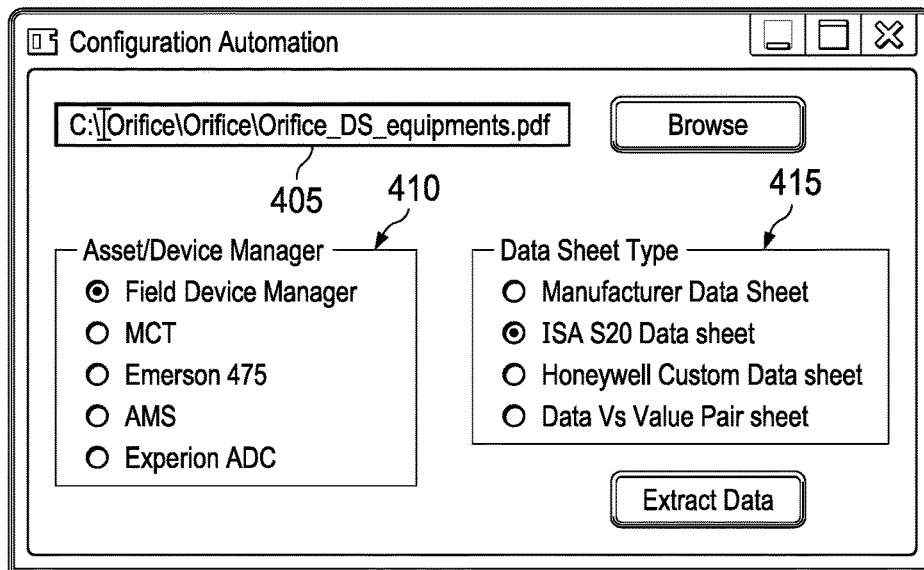 Configuration Automation
C:\Orifice\Orifice\Orifice_DS_equipments.pdf
Browse
405
410
415
Asset/Device Manager
Field Device Manager
MCT
Emerson 475
AMS
Experion ADC
Data Sheet Type
Manufacturer Data Sheet
ISA S20 Data sheet
Honeywell Custom Data sheet
Data Vs Value Pair sheet
Extract Data